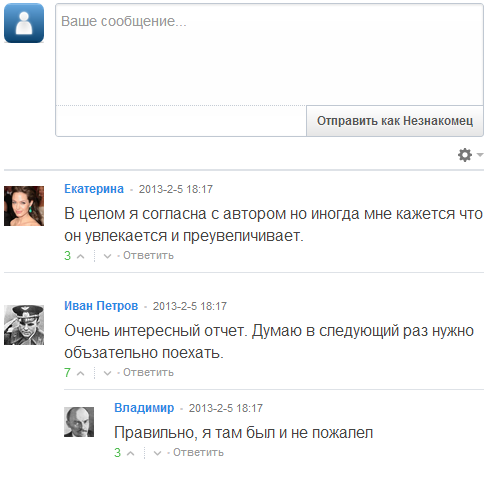 Ваше сообщение...
Отправить как Незнакомец
Екатерина - 2013-2-5 18:17
В целом я согласна с автором но иногда мне кажется что
он увлекается и преувеличивает.
3 - Ответить
Иван Петров - 2013-2-5 18:17
Очень интересный отчет. Думаю в следующий раз нужно
объзательно поехать.
7 - Ответить
Владимир - 2013-2-5 18:17
Правильно, я там был и не пожалел
3 - Ответить